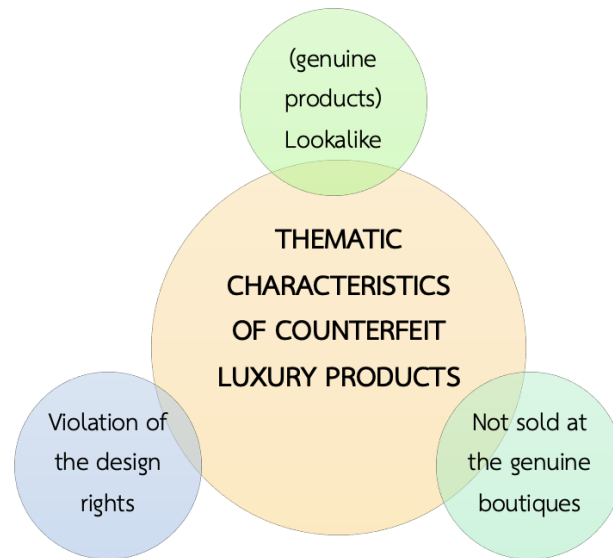 (genuine
products)
Lookalike
THEMATIC
CHARACTERISTICS
OF COUNTERFEIT
LUXURY PRODUCTS
Violation of
the design
rights
Not sold at
the genuine
boutiques